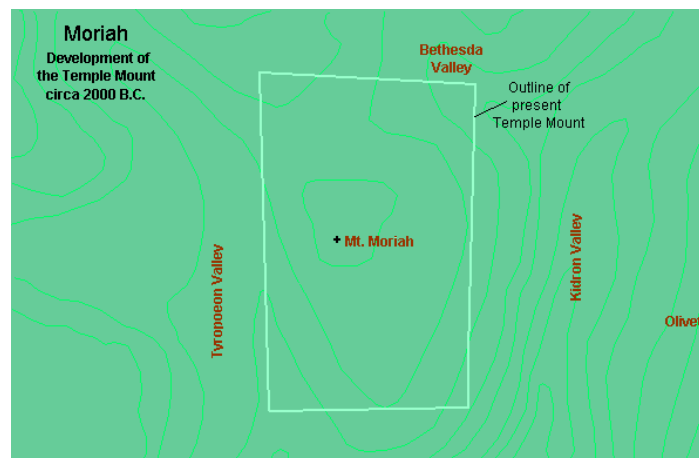 Moriah
Development of
the Temple Mount
circa 2000 B.C.
Bethesda
Valley
Outline of
present
Temple Mount
Mt. Moriah
Tyropoeon Valley
Kidron Valley
Olivet